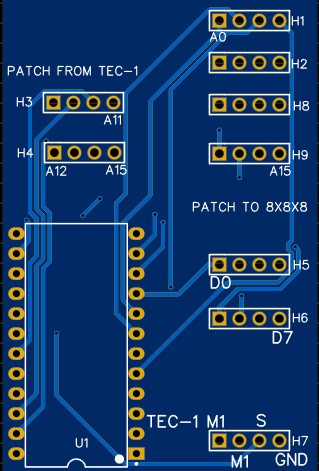 H1
A0
H2
PATCH FROM TEC-1
H3
A11
H8
H4
A12 A15
H9
A15
PATCH TO 8X8X8
H5
D0
H6
D7
TEC-1 M1 S
U1
H7
M1 GND